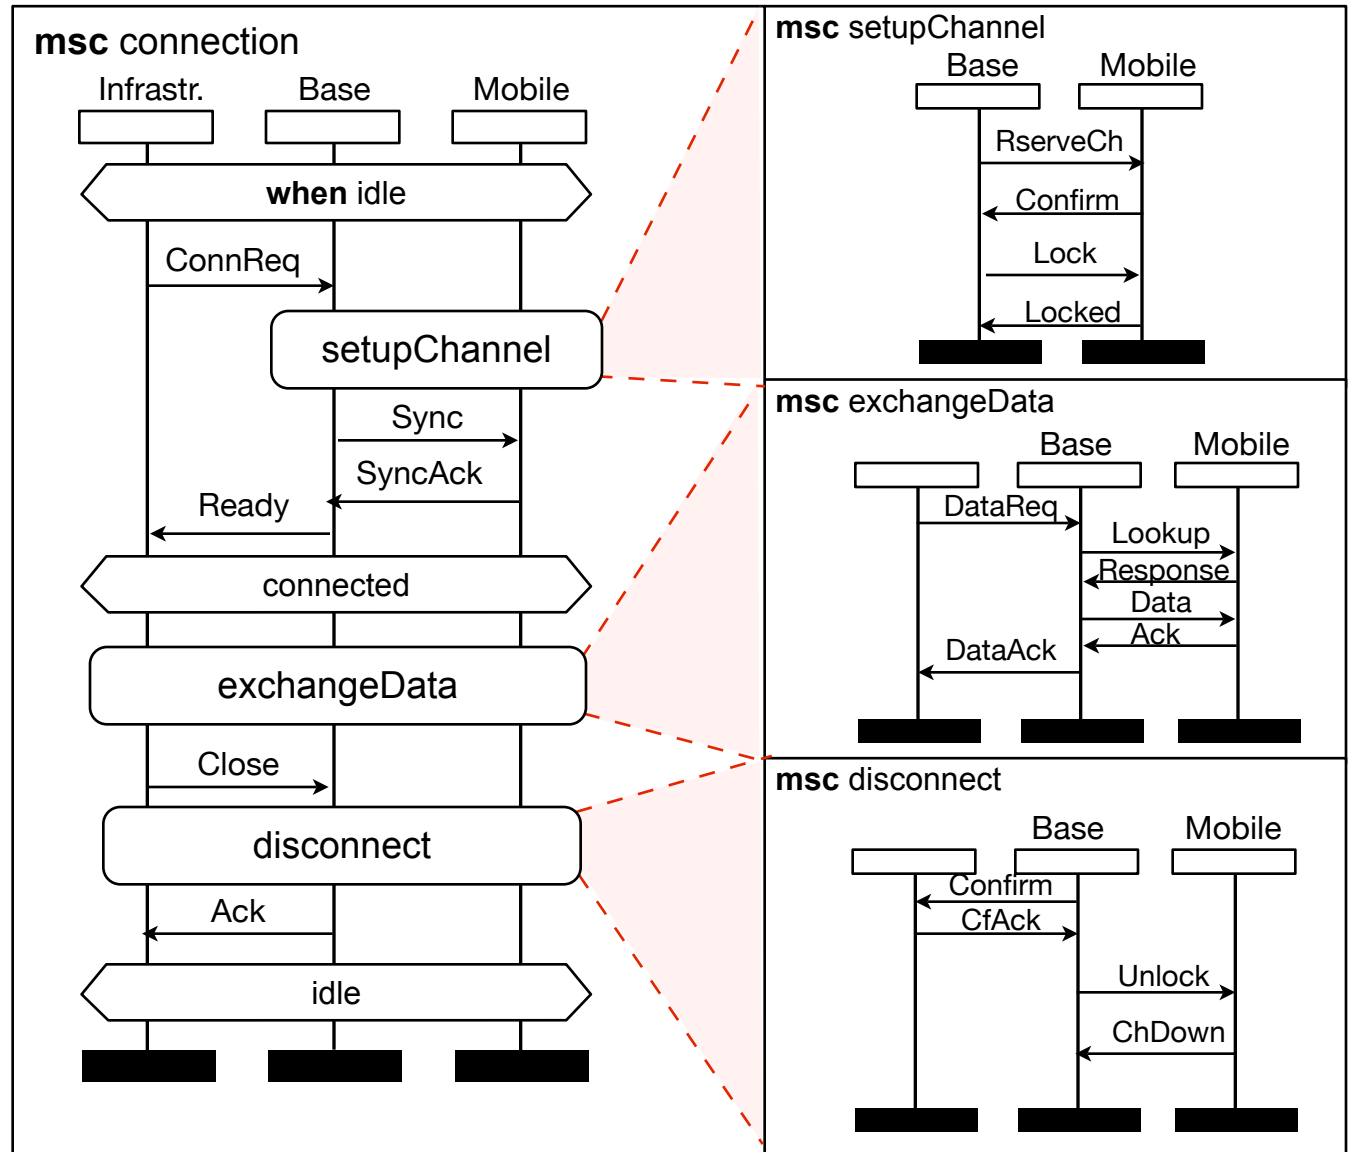 msc connection
Infrastr. Base Mobile
when idle
ConnReq
setupChannel
Sync
SyncAck
Ready
connected
exchangeData
Close
disconnect
Ack
idle
msc setupChannel
Base Mobile
RserveCh
Confirm
Lock
Locked
msc exchangeData
Base Mobile
DataReq
Lookup
Response
Data
Ack
DataAck
msc disconnect
Base Mobile
Confirm
CfAck
Unlock
ChDown